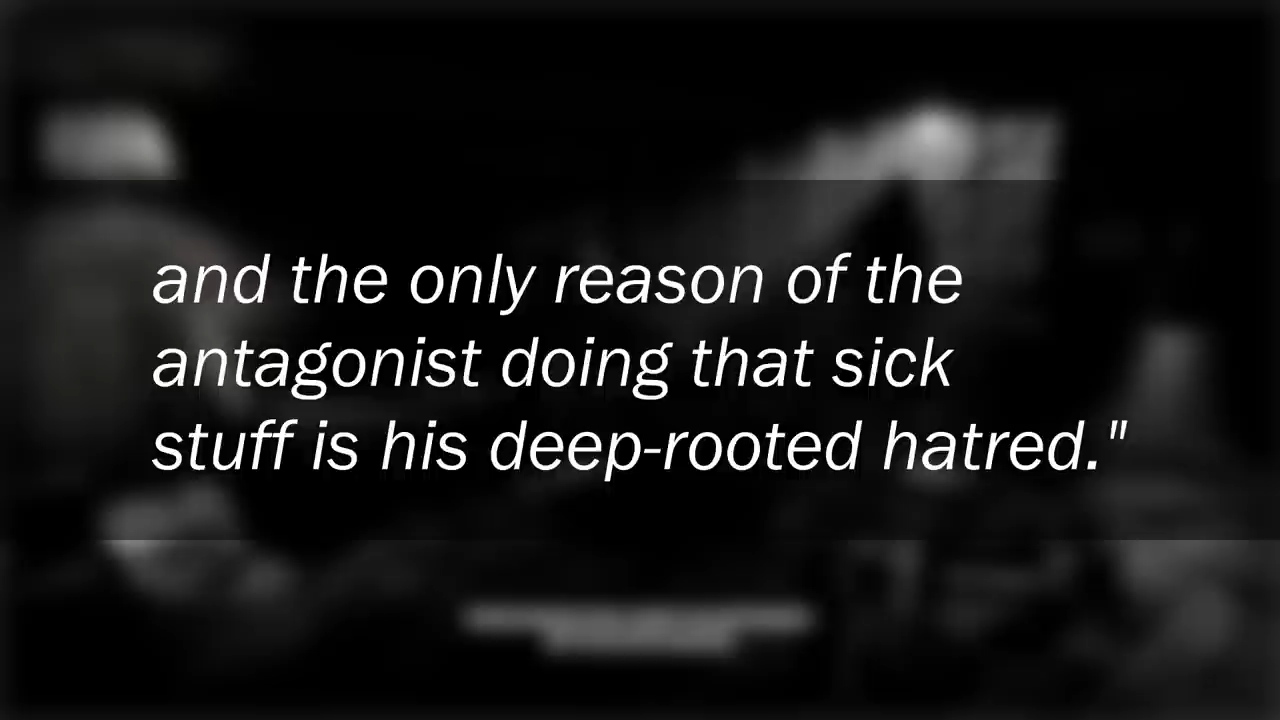 and the only reason of the
antagonist doing that sick
stuff is his deep-rooted hatred."